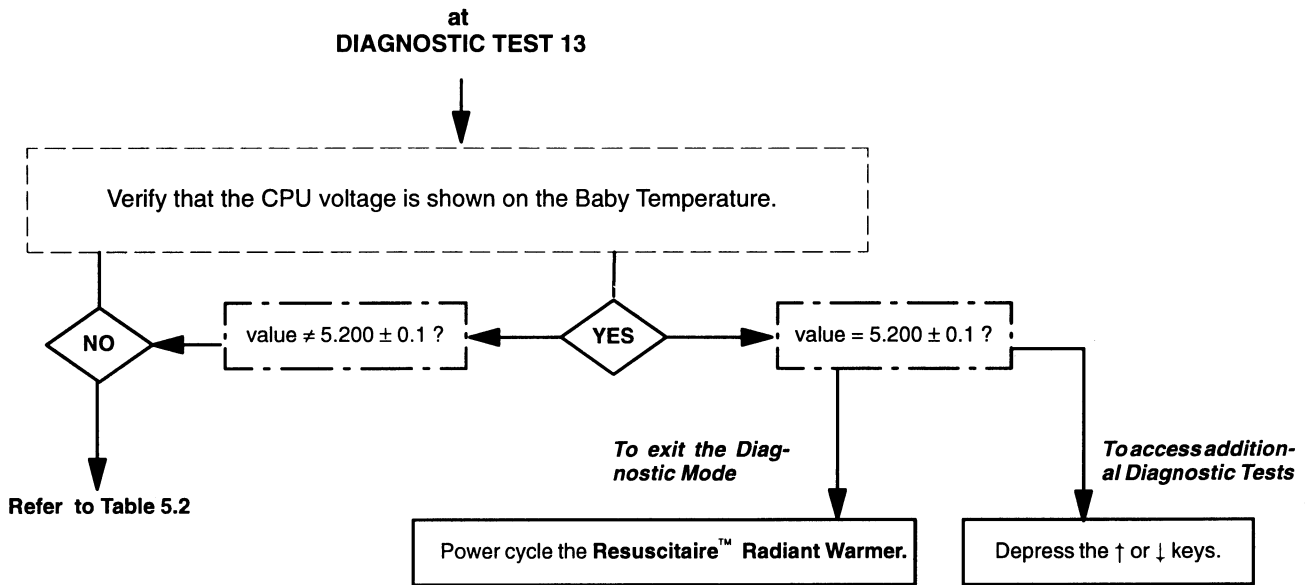 at
DIAGNOSTIC TEST 13
Verify that the CPU voltage is shown on the Baby Temperature.
NO
value ≠ 5.200 ± 0.1 ?
YES
value = 5.200 ± 0.1 ?
To exit the Diag-
nostic Mode
To access addition-
al Diagnostic Tests
Refer to Table 5.2
Power cycle the Resuscitaire™ Radiant Warmer.
Depress the ↑ or ↓ keys.